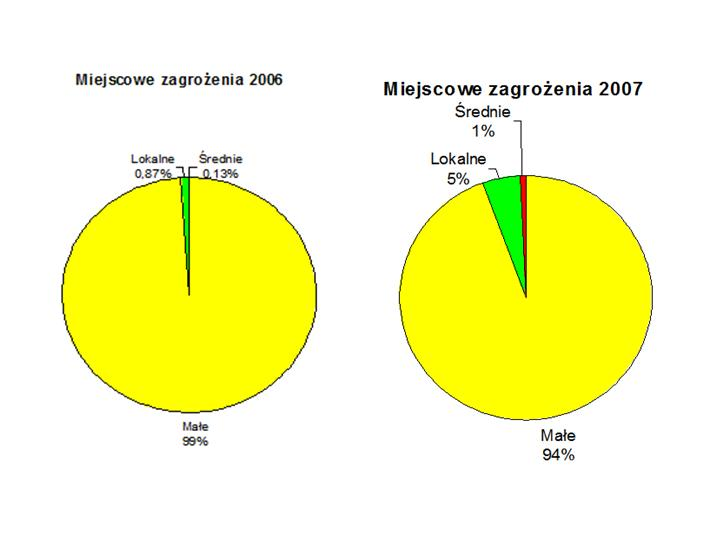 Miejscowe zagrożenia 2006
Lokalne
0,87%
Średnie
0,13%
Małe
99%
Miejscowe zagrożenia 2007
Średnie
1%
Lokalne
5%
Małe
94%